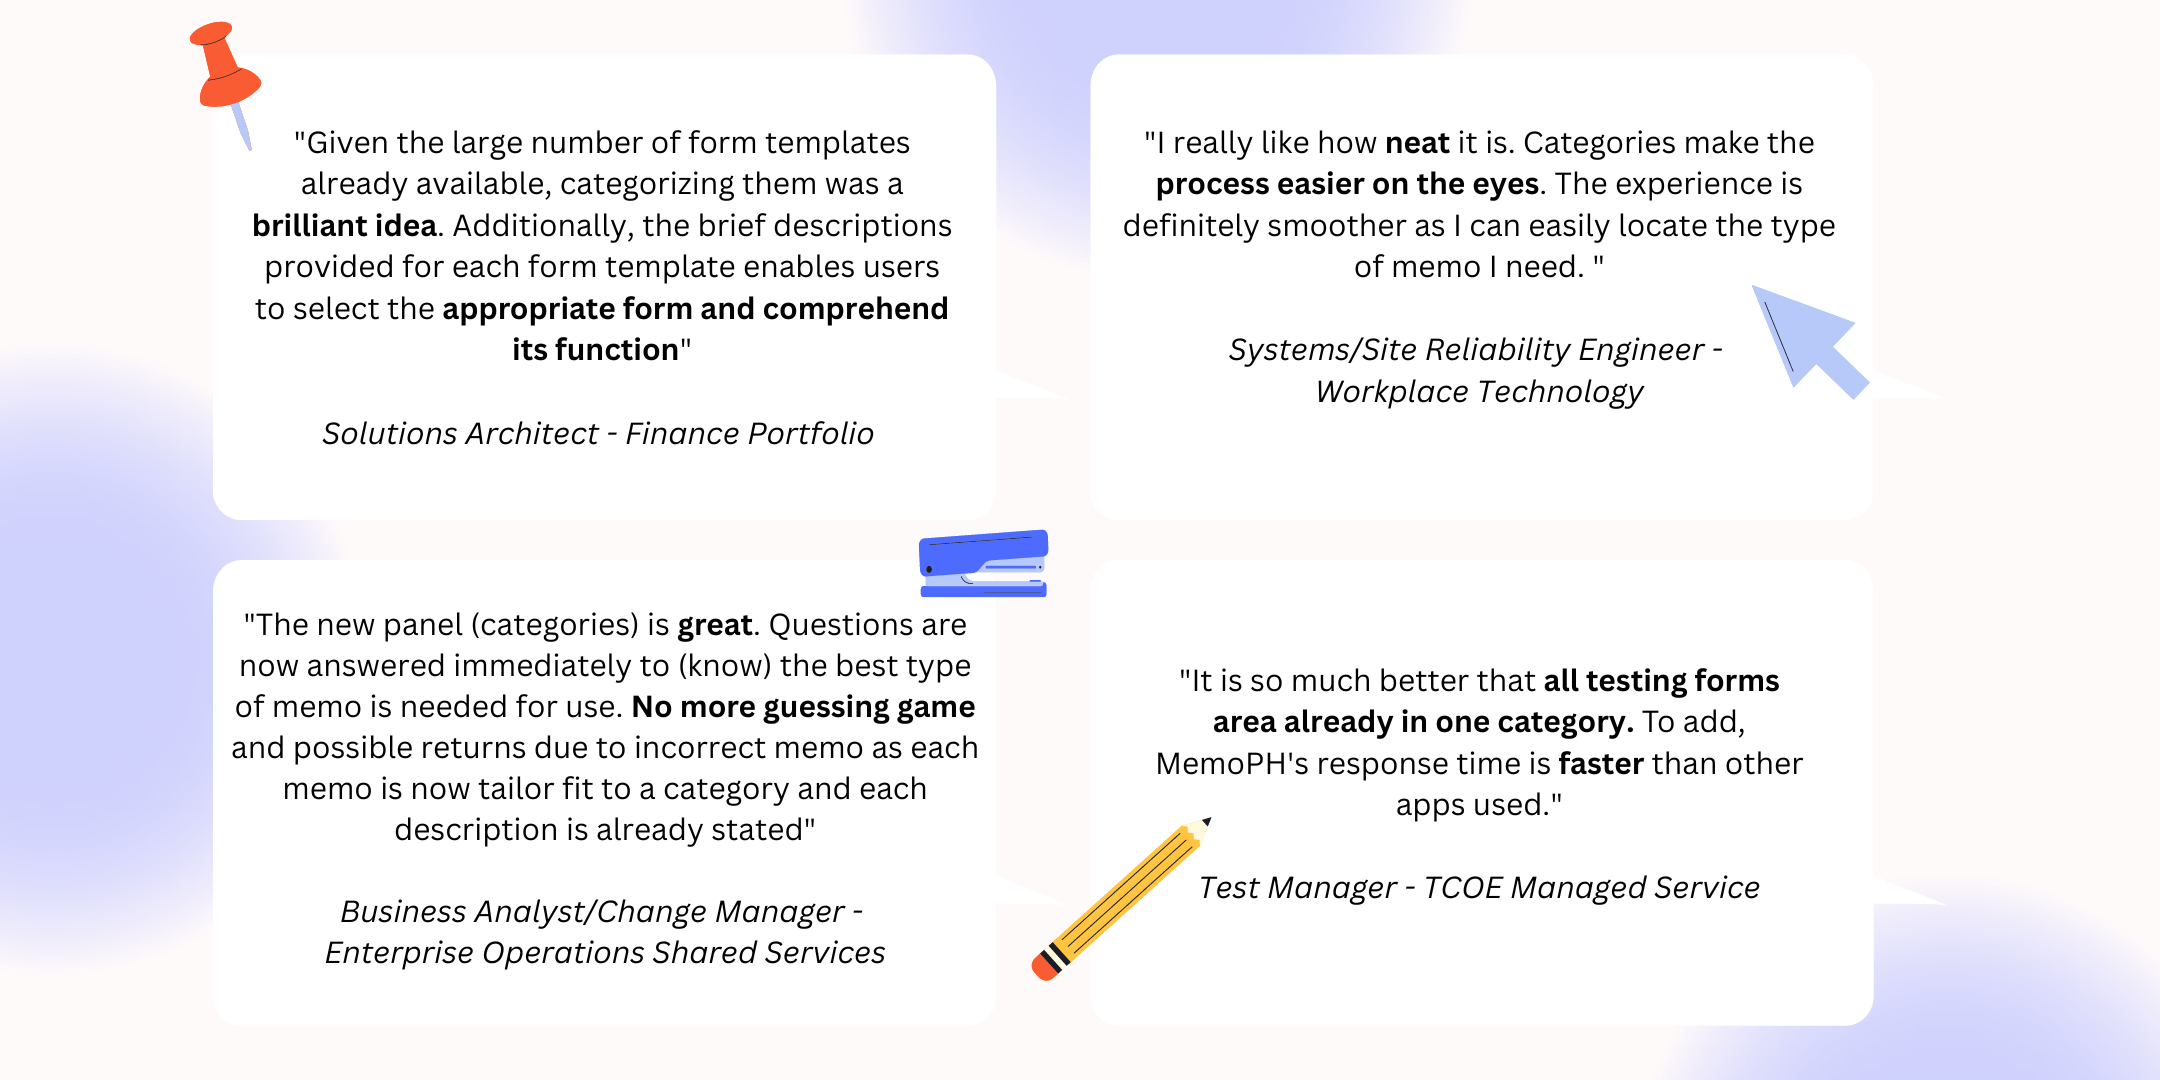 "Given the large number of form templates
already available, categorizing them was a
brilliant idea. Additionally, the brief descriptions
provided for each form template enables users
to select the appropriate form and comprehend
its function"
Solutions Architect - Finance Portfolio
"I really like how neat it is. Categories make the
process easier on the eyes. The experience is
definitely smoother as I can easily locate the type
of memo I need. "
Systems/Site Reliability Engineer -
Workplace Technology
"The new panel (categories) is great. Questions are
now answered immediately to (know) the best type
of memo is needed for use. No more guessing game
and possible returns due to incorrect memo as each
memo is now tailor fit to a category and each
description is already stated"
Business Analyst/Change Manager -
Enterprise Operations Shared Services
"It is so much better that all testing forms
area already in one category. To add,
MemoPH's response time is faster than other
apps used."
Test Manager - TCOE Managed Service